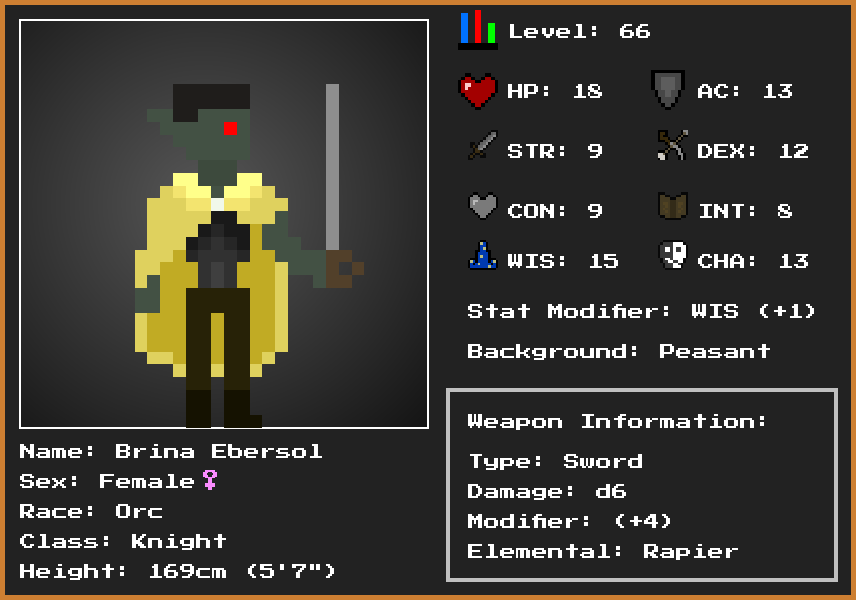 Level: 66
HP: 18 AC: 13
STR: 9 DEX: 12
CON: 9 INT: 8
WIS: 15 CHA: 13
Stat Modifier: WIS (+1)
Background: Peasant
Weapon Information:
Type: Sword
Damage: d6
Modifier: (+4)
Elemental: Rapier
Name: Brina Ebersol
Sex: Female♀
Race: Orc
Class: Knight
Height: 169cm (5'7")